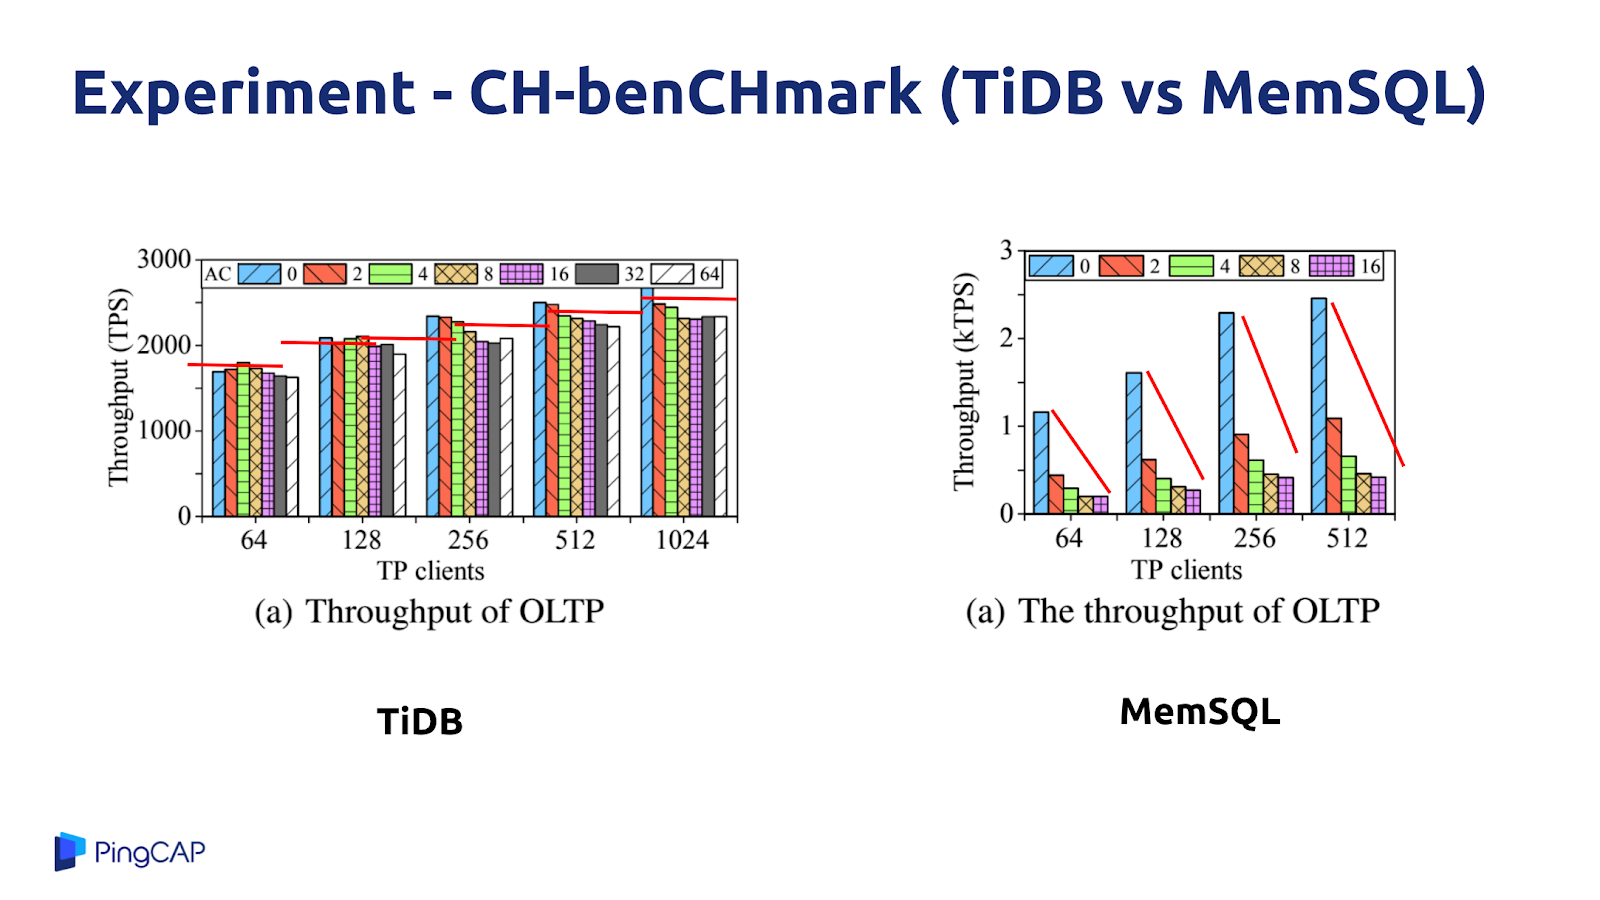 Experiment - CH-benCHmark (TiDB vs MemSQL)
3000
AC 0 2 4 8 16 32 64
2000
1000
0
Throughput (TPS)
64 128 256 512 1024
TP clients
(a) Throughput of OLTP
TiDB
3
0 2 4 8 16
2
1
0
Throughput (kTPS)
64 128 256 512
TP clients
(a) The throughput of OLTP
MemSQL
PingCAP